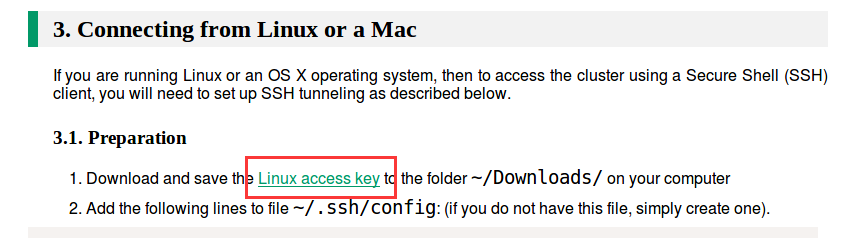 3. Connecting from Linux or a Mac
If you are running Linux or an OS X operating system, then to access the cluster using a Secure Shell (SSH)
client, you will need to set up SSH tunneling as described below.
3.1. Preparation
1. Download and save the Linux access key to the folder ~/Downloads/ on your computer
2. Add the following lines to file ~/.ssh/config: (if you do not have this file, simply create one).